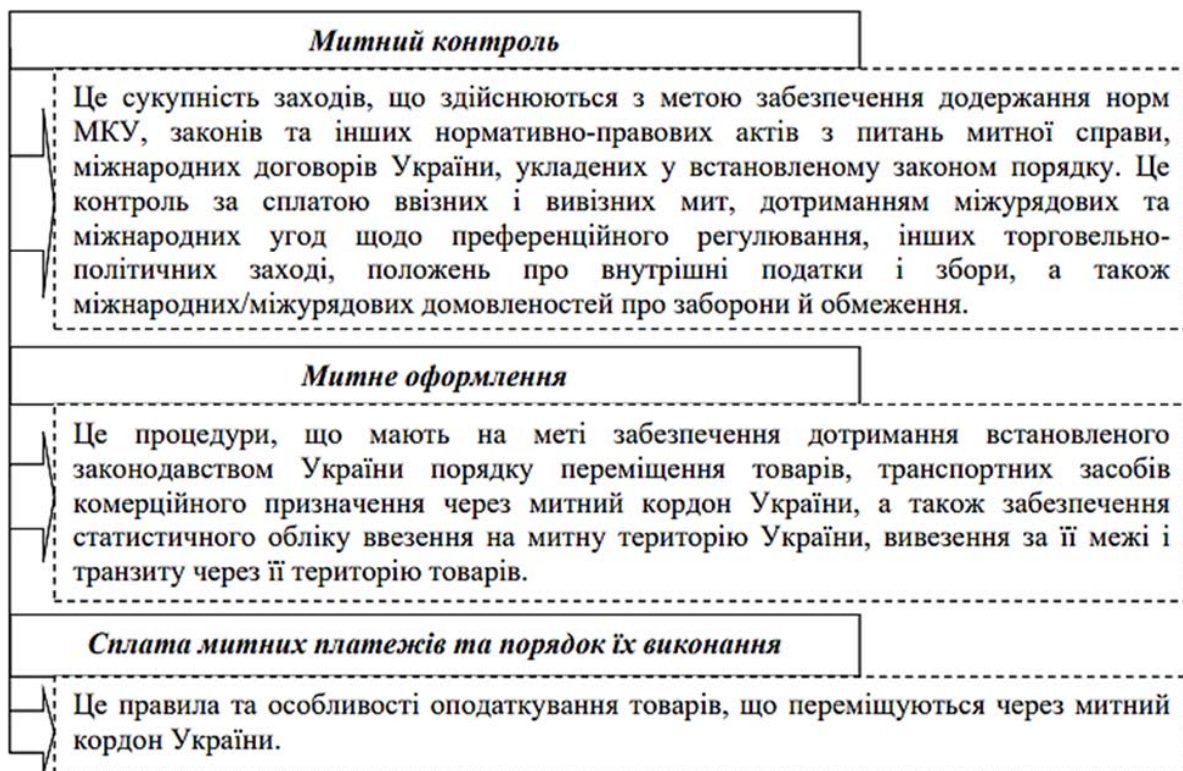 Митний контроль
Це сукупність заходів, що здійснюються з метою забезпечення додержання норм
МКУ, законів та інших нормативно-правових актів з питань митної справи,
міжнародних договорів України, укладених у встановленому законом порядку. Це
контроль за сплатою ввізних і вивізних мит, дотриманням міжурядових та
міжнародних угод щодо преференційного регулювання, інших торговельно-
політичних заході, положень про внутрішні податки і збори, а також
міжнародних/міжурядових домовленостей про заборони й обмеження.
Митне оформлення
Це процедури, що мають на меті забезпечення дотримання встановленого
законодавством України порядку переміщення товарів, транспортних засобів
комерційного призначення через митний кордон України, а також забезпечення
статистичного обліку ввезення на митну територію України, вивезення за її межі і
транзиту через її територію товарів.
Сплата митних платежів та порядок їх виконання
Це правила та особливості оподаткування товарів, що переміщуються через митний
кордон України.